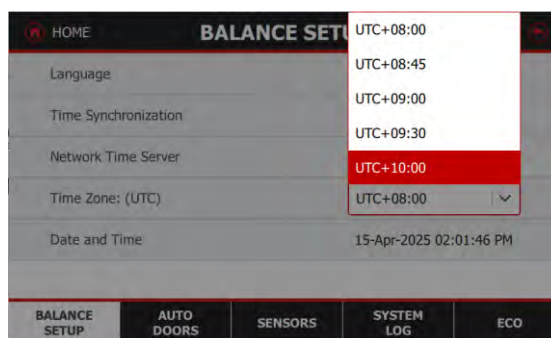 HOME
BALANCE SETU
UTC+08:00
UTC+08:45
UTC+09:00
UTC+09:30
UTC+10:00
Language
Time Synchronization
Network Time Server
Time Zone: (UTC)
UTC+08:00
Date and Time
15-Apr-2025 02:01:46 PM
BALANCE
SETUP
AUTO
DOORS
SENSORS
SYSTEM
LOG
ECO